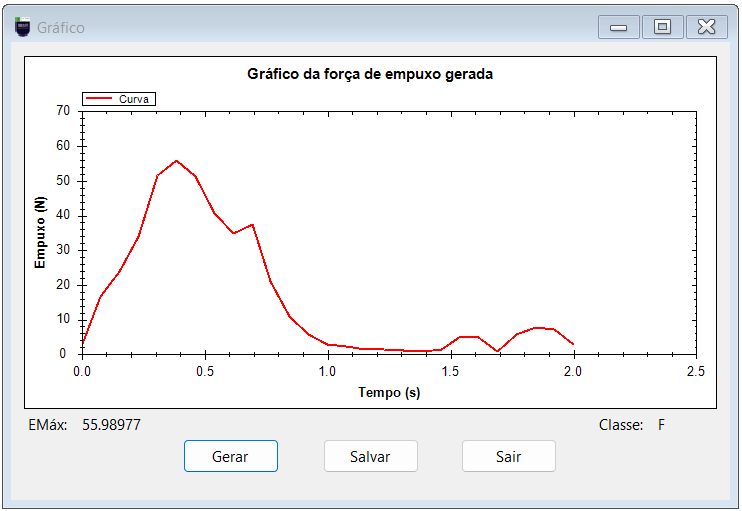 Gráfico
Gráfico da força de empuxo gerada
Curva
70
60
50
40
30
20
10
0
Empuxo (N)
0.0 0.5 1.0 1.5 2.0 2.5
Tempo (s)
EMáx: 55.98977 Classe: F
Gerar Salvar Sair